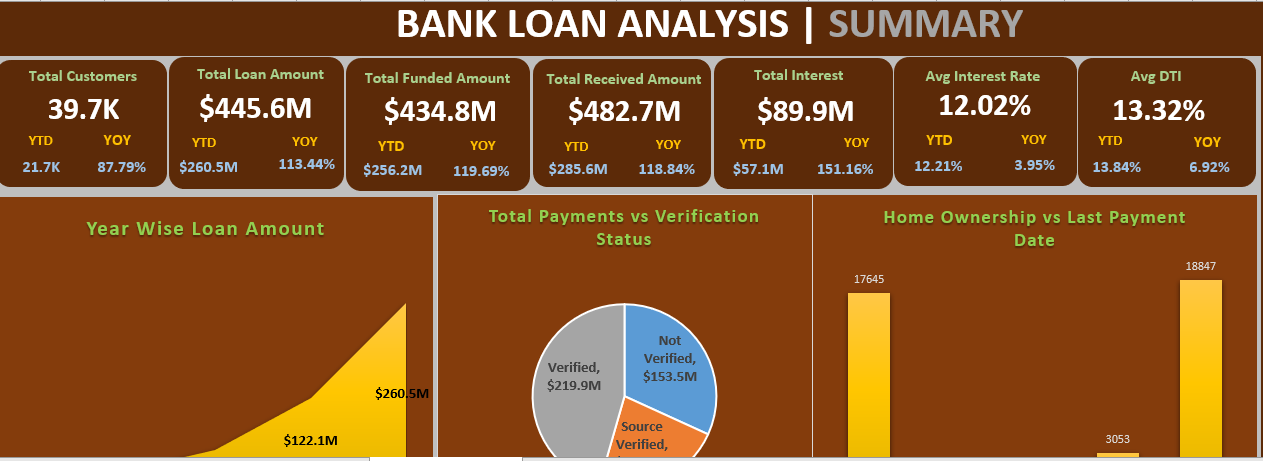 BANK LOAN ANALYSIS | SUMMARY
Total Customers
39.7K
YTD YOY
21.7K 87.79%
Total Loan Amount
$445.6M
YTD YOY
$260.5M 113.44%
Total Funded Amount
$434.8M
YTD YOY
$256.2M 119.69%
Total Received Amount
$482.7M
YTD YOY
$285.6M 118.84%
Total Interest
$89.9M
YTD YOY
$57.1M 151.16%
Avg Interest Rate
12.02%
YTD YOY
12.21% 3.95%
Avg DTI
13.32%
YTD YOY
13.84% 6.92%
Year Wise Loan Amount
$260.5M
$122.1M
Total Payments vs Verification
Status
Not
Verified,
$153.5M
Verified,
$219.9M
Source
Verified,
Home Ownership vs Last Payment
Date
17645
18847
3053